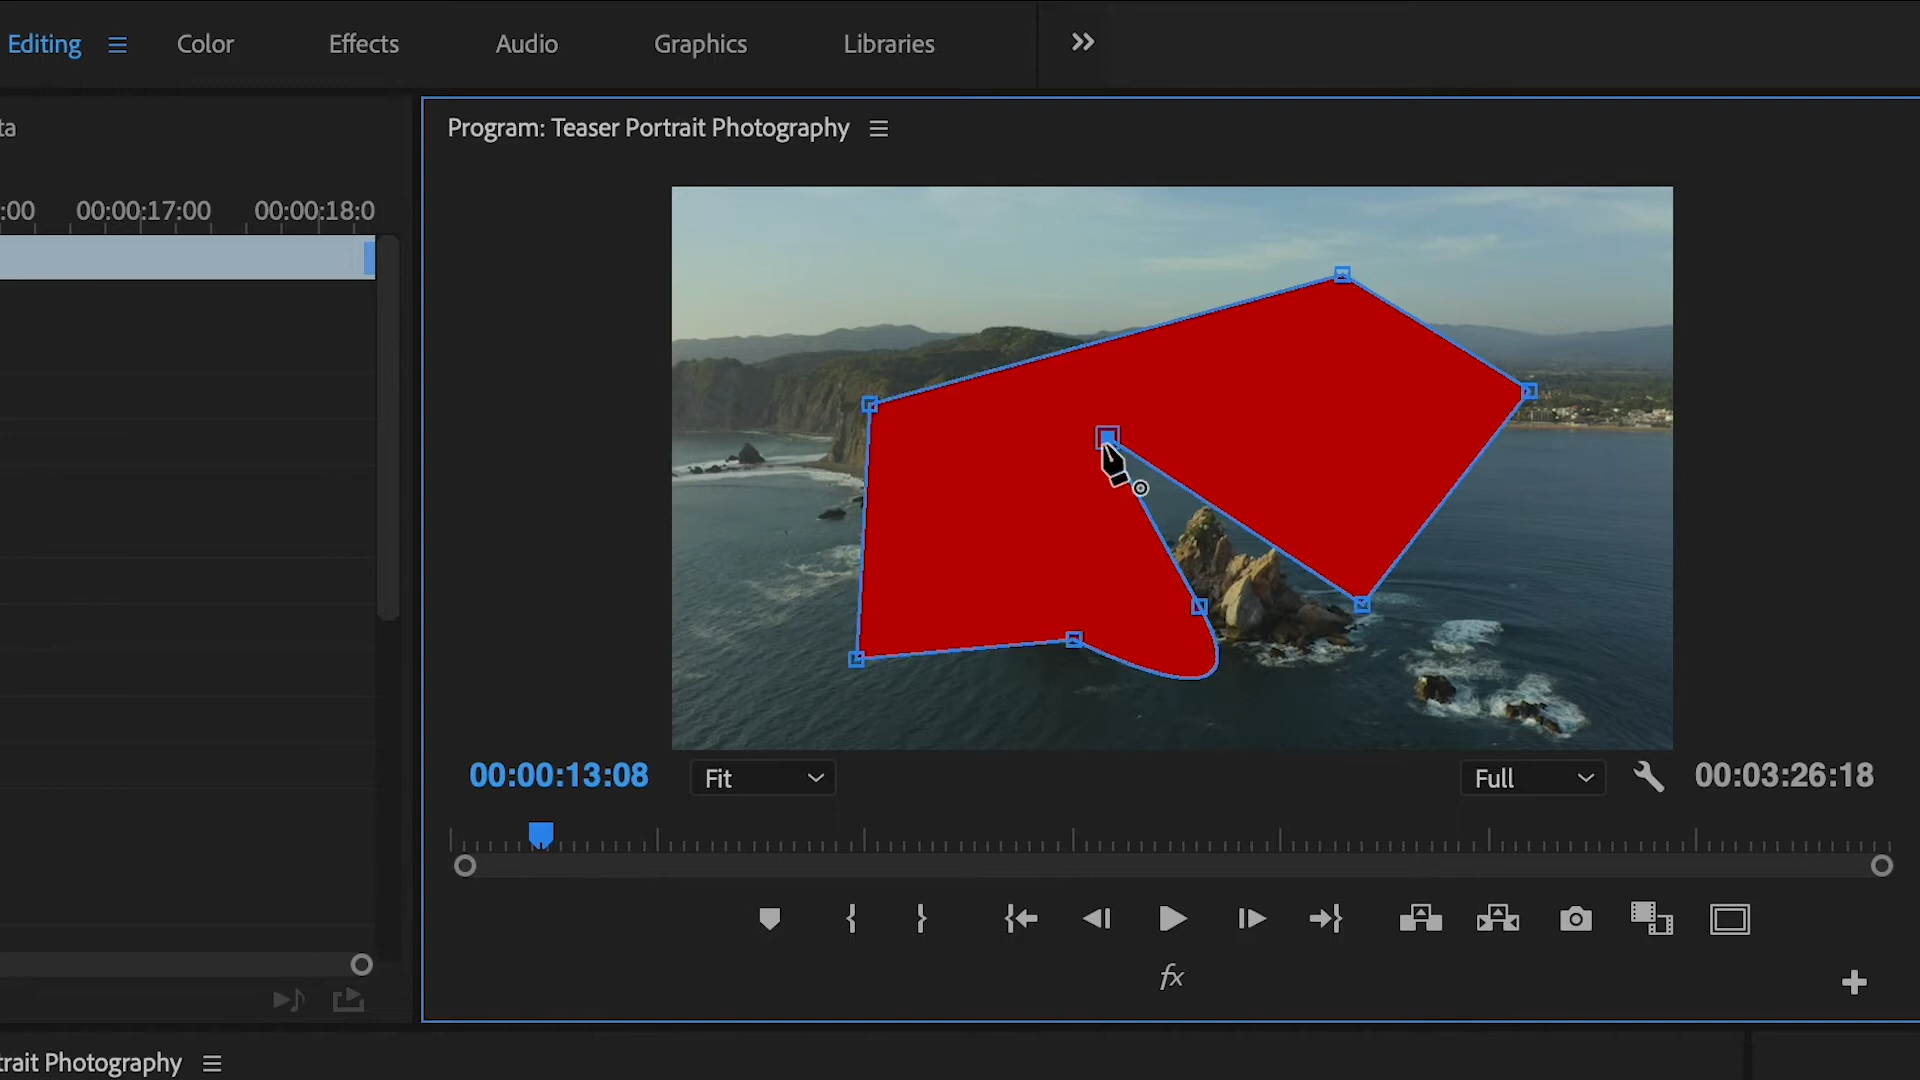 Editing Color Effects Audio Graphics Libraries
ta
Program: Teaser Portrait Photography
:00 00:00:17:00 00:00:18:0
00:00:13:08 Fit Full 00:03:26:18
fx
trait Photography